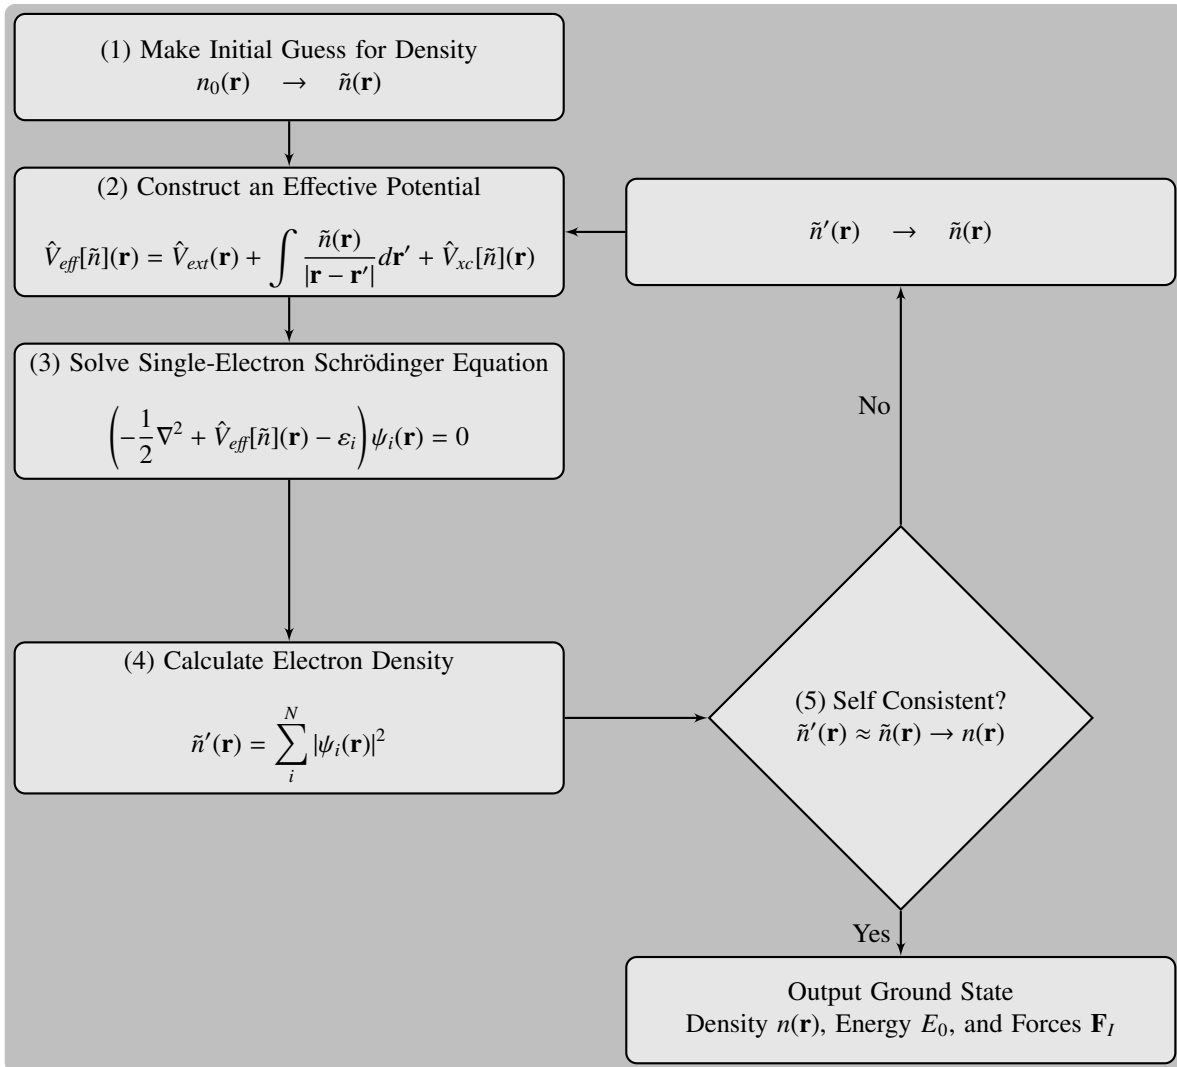 (1) Make Initial Guess for Density
n₀(𝐫) → ñ(𝐫)
(2) Construct an Effective Potential
V̂_eff[ñ](𝐫) = V̂_ext(𝐫) + ∫ ñ(𝐫) / |𝐫 − 𝐫′| d𝐫′ + V̂_xc[ñ](𝐫)
ñ′(𝐫) → ñ(𝐫)
(3) Solve Single-Electron Schrödinger Equation
(−1/2 ∇² + V̂_eff[ñ](𝐫) − ε_i) ψ_i(𝐫) = 0
No
(4) Calculate Electron Density
ñ′(𝐫) = ∑_i^N |ψ_i(𝐫)|²
(5) Self Consistent?
ñ′(𝐫) ≈ ñ(𝐫) → n(𝐫)
Yes
Output Ground State
Density n(𝐫), Energy E₀, and Forces 𝐅_I